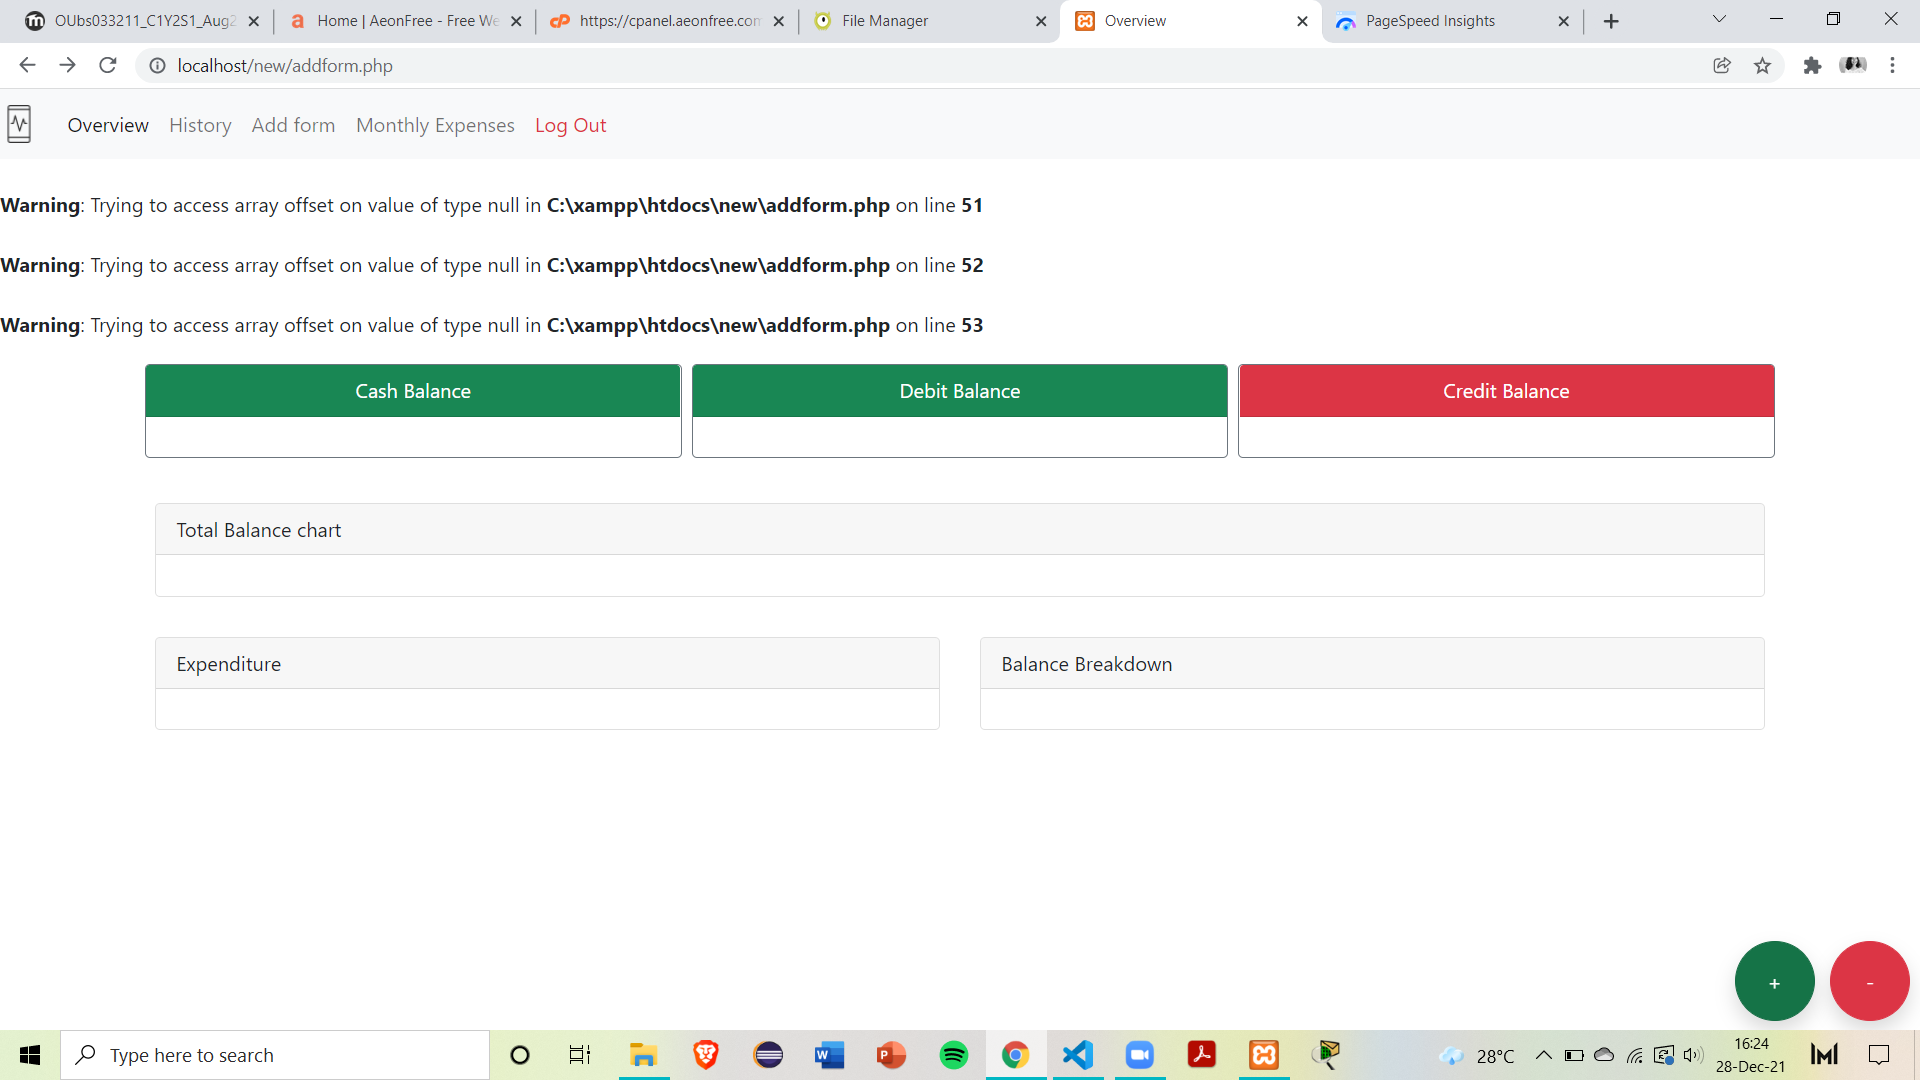 OUbs033211_C1Y2S1_Aug2
Home | AeonFree - Free We
https://cpanel.aeonfree.com
File Manager
Overview
PageSpeed Insights
localhost/new/addform.php
Overview
History
Add form
Monthly Expenses
Log Out
Warning: Trying to access array offset on value of type null in C:\xampp\htdocs\new\addform.php on line 51
Warning: Trying to access array offset on value of type null in C:\xampp\htdocs\new\addform.php on line 52
Warning: Trying to access array offset on value of type null in C:\xampp\htdocs\new\addform.php on line 53
Cash Balance
Debit Balance
Credit Balance
Total Balance chart
Expenditure
Balance Breakdown
+
-
Type here to search
28°C
16:24
28-Dec-21